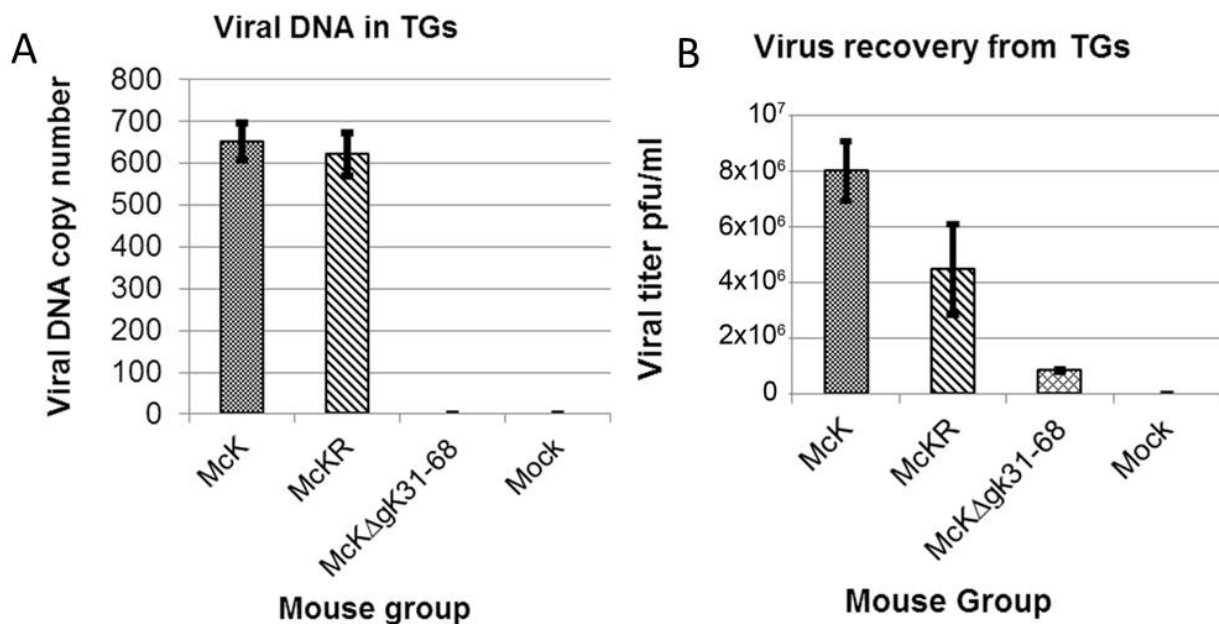 A
Viral DNA in TGs
Viral DNA copy number
800
700
600
500
400
300
200
100
0
McK
McKR
McKΔgK31-68
Mock
Mouse group
B
Virus recovery from TGs
Viral titer pfu/ml
10⁷
8x10⁶
6x10⁶
4x10⁶
2x10⁶
0
McK
McKR
McKΔgk31-68
Mock
Mouse Group